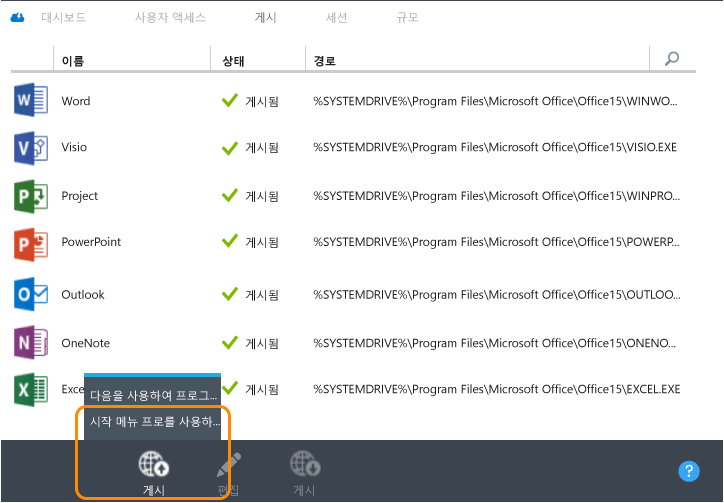 대시보드 사용자 액세스 게시 세션 규모
이름 상태 경로
Word 게시됨 %SYSTEMDRIVE%\Program Files\Microsoft Office\Office15\WINWO...
Visio 게시됨 %SYSTEMDRIVE%\Program Files\Microsoft Office\Office15\VISIO.EXE
Project 게시됨 %SYSTEMDRIVE%\Program Files\Microsoft Office\Office15\WINPRO...
PowerPoint 게시됨 %SYSTEMDRIVE%\Program Files\Microsoft Office\Office15\POWERP...
Outlook 게시됨 %SYSTEMDRIVE%\Program Files\Microsoft Office\Office15\OUTLOO...
OneNote 게시됨 %SYSTEMDRIVE%\Program Files\Microsoft Office\Office15\ONENO...
Exce 게시됨 %SYSTEMDRIVE%\Program Files\Microsoft Office\Office15\EXCEL.EXE
다음을 사용하여 프로그...
시작 메뉴 프로를 사용하...
게시 편집 게시